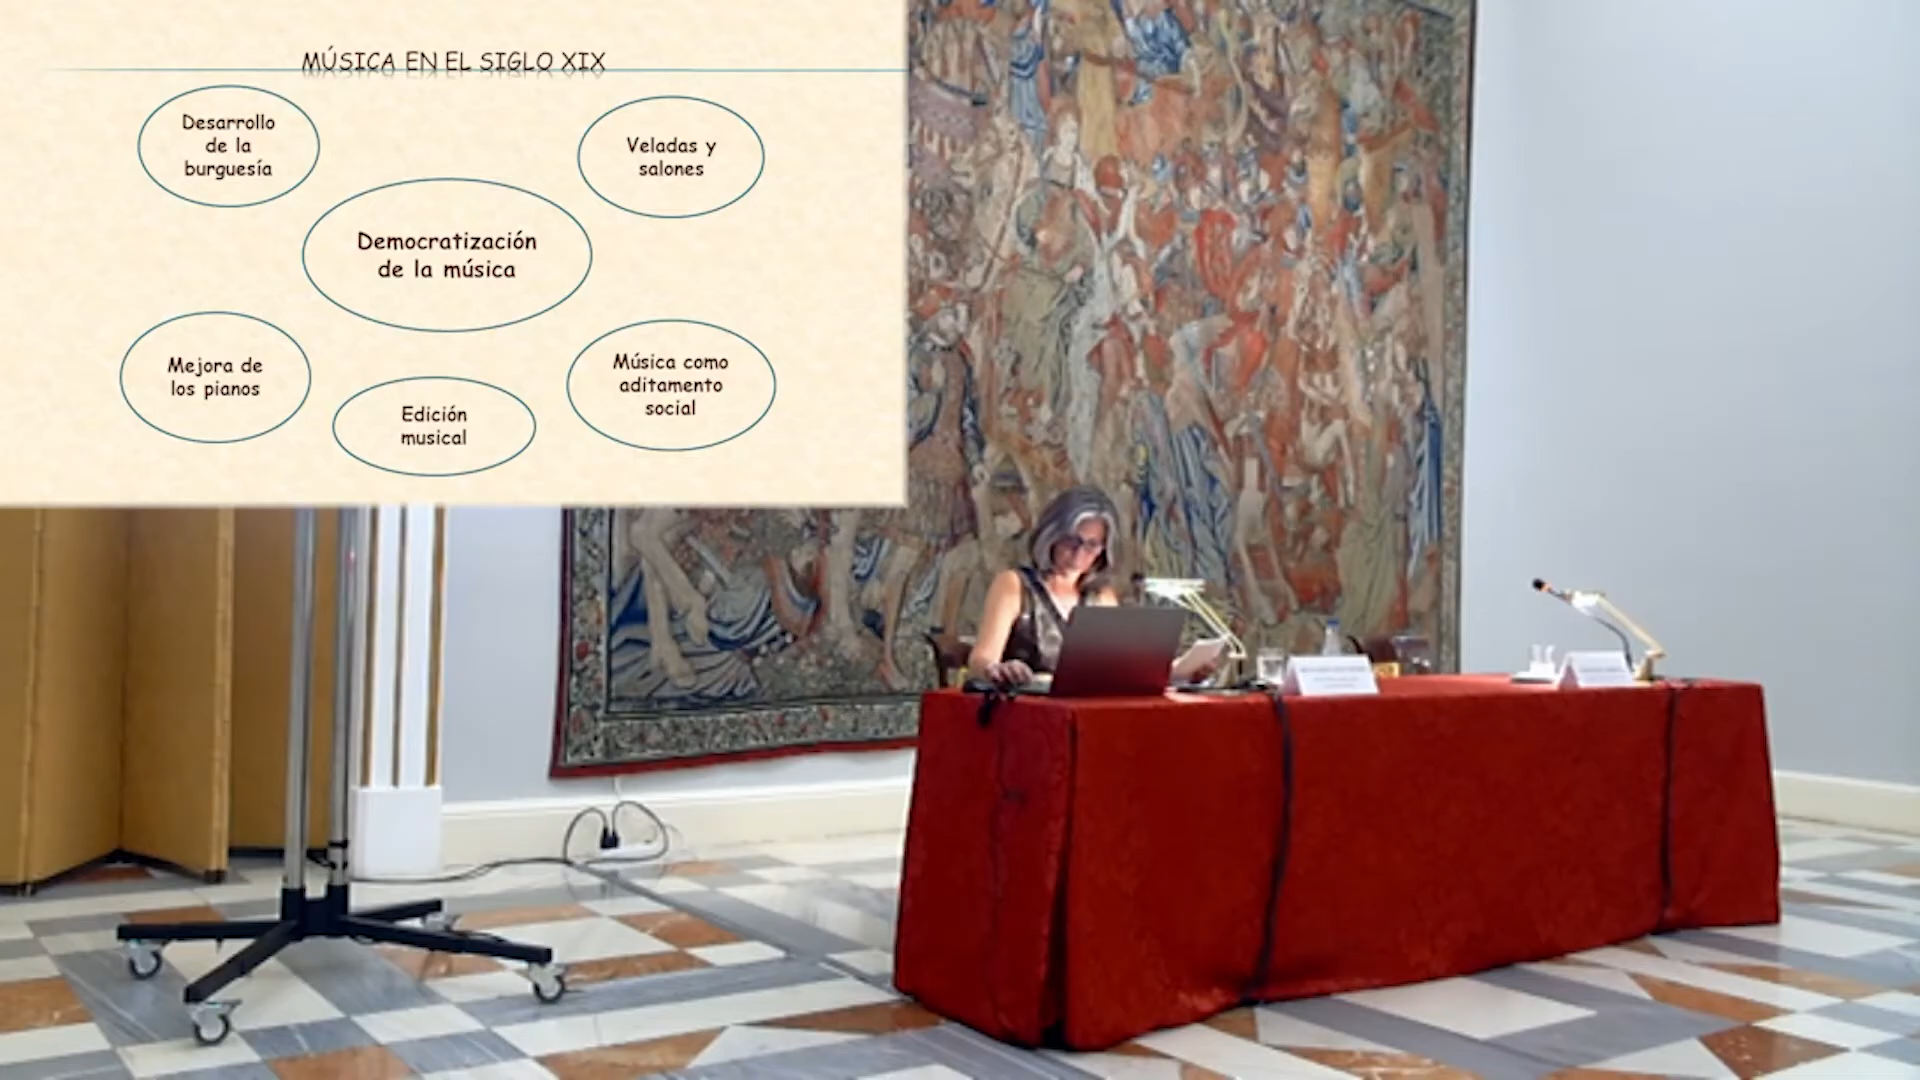 MÚSICA EN EL SIGLO XIX
Desarrollo
de la
burguesía
Veladas y
salones
Democratización
de la música
Mejora de
los pianos
Edición
musical
Música como
aditamento
social